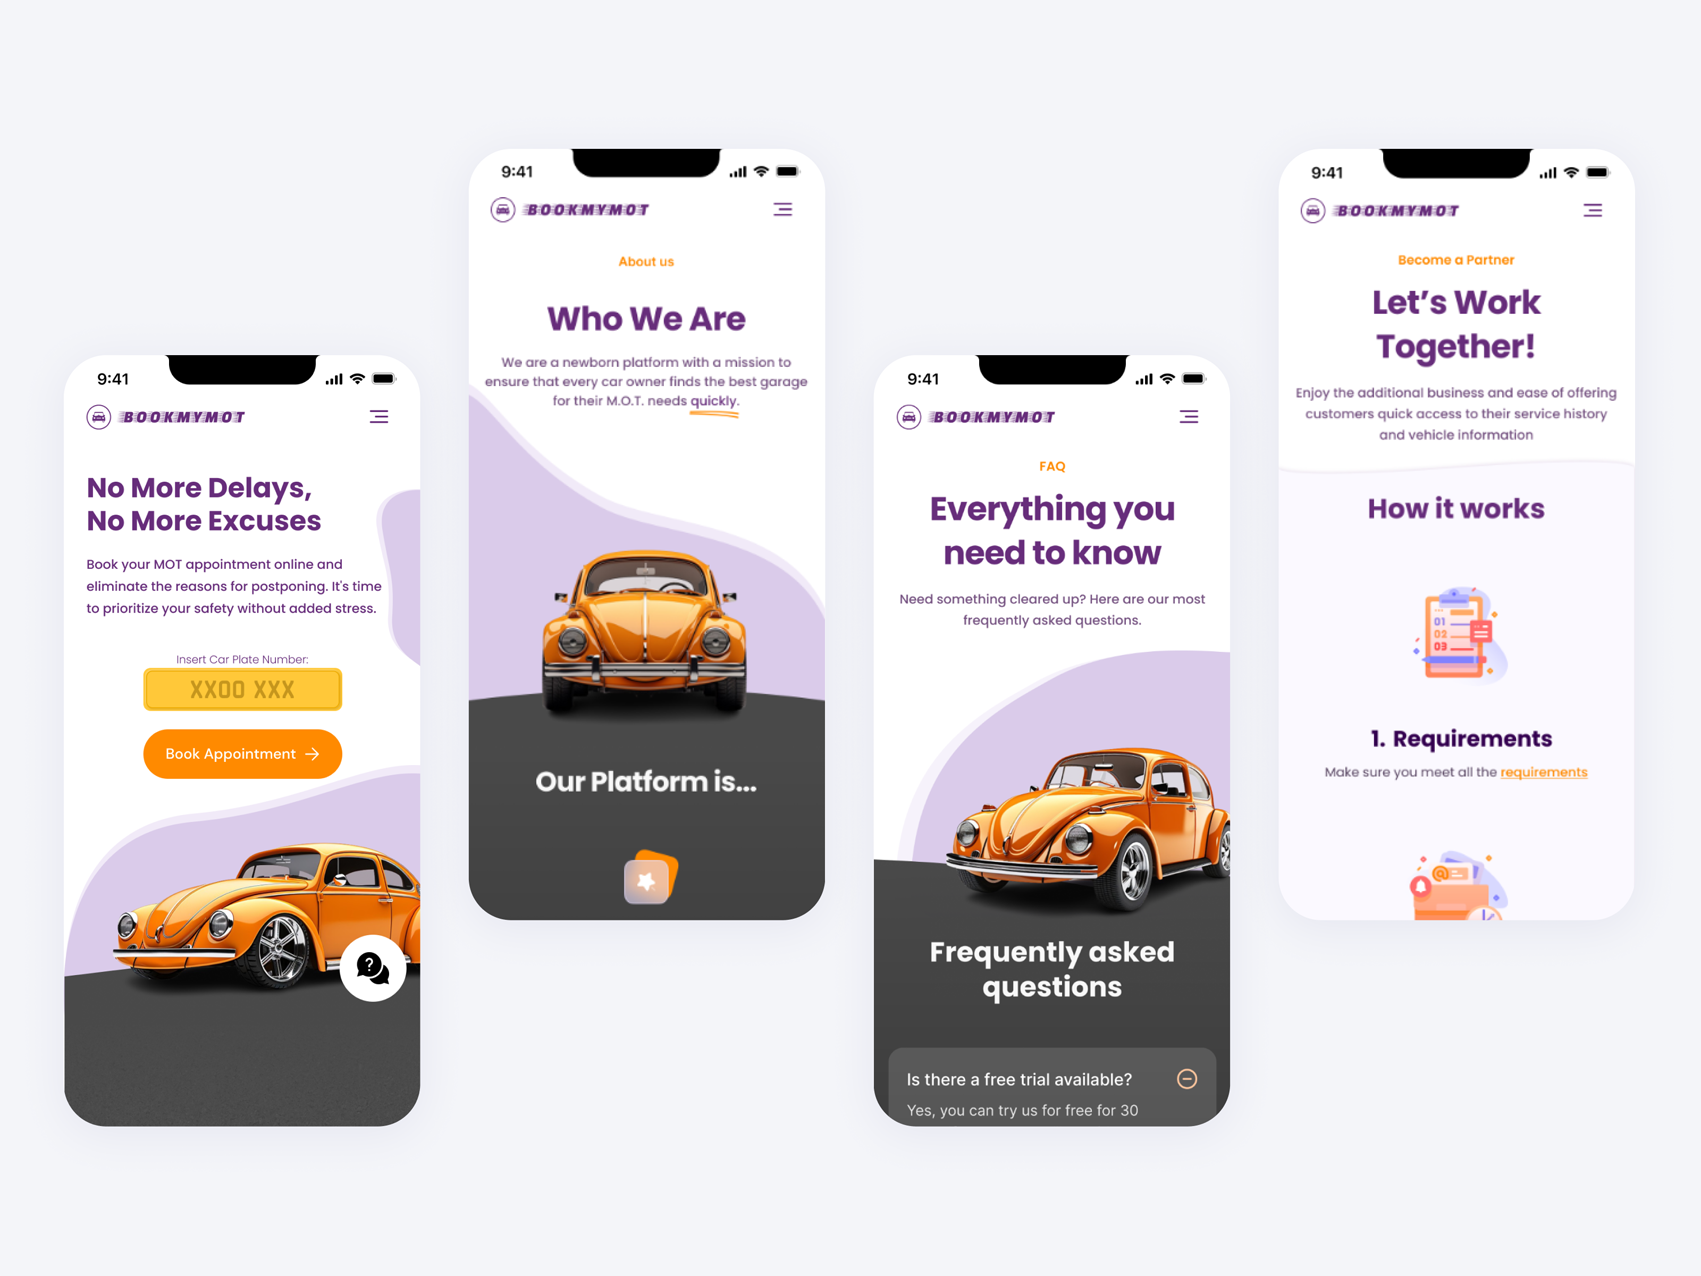 9:41
BOOKMYMOT
No More Delays,
No More Excuses
Book your MOT appointment online and
eliminate the reasons for postponing. It's time
to prioritize your safety without added stress.
Insert Car Plate Number:
XX00 XXX
Book Appointment →
?
9:41
BOOKMYMOT
About us
Who We Are
We are a newborn platform with a mission to
ensure that every car owner finds the best garage
for their M.O.T. needs quickly.
Our Platform is...
9:41
BOOKMYMOT
FAQ
Everything you
need to know
Need something cleared up? Here are our most
frequently asked questions.
Frequently asked
questions
Is there a free trial available?
Yes, you can try us for free for 30
9:41
BOOKMYMOT
Become a Partner
Let’s Work
Together!
Enjoy the additional business and ease of offering
customers quick access to their service history
and vehicle information
How it works
01
02
03
1. Requirements
Make sure you meet all the requirements
@